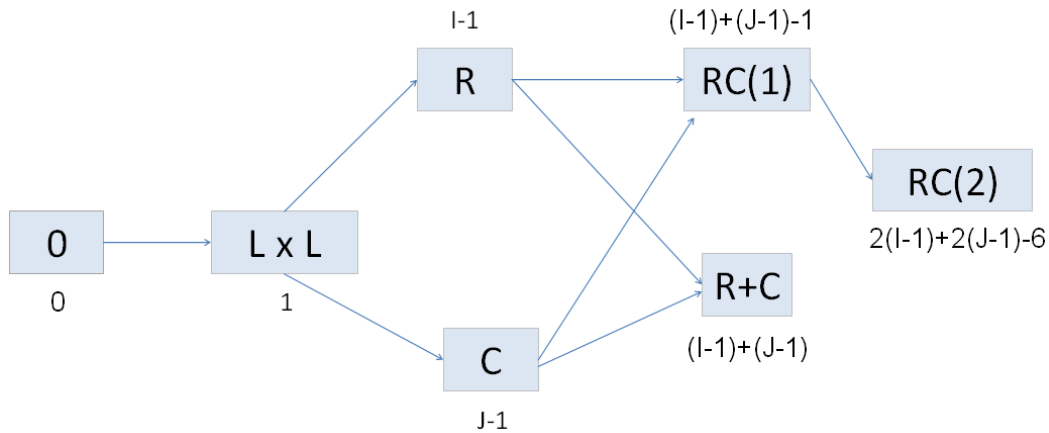 I-1
(I-1)+(J-1)-1
R
RC(1)
RC(2)
2(I-1)+2(J-1)-6
0
L x L
0
1
R+C
(I-1)+(J-1)
C
J-1